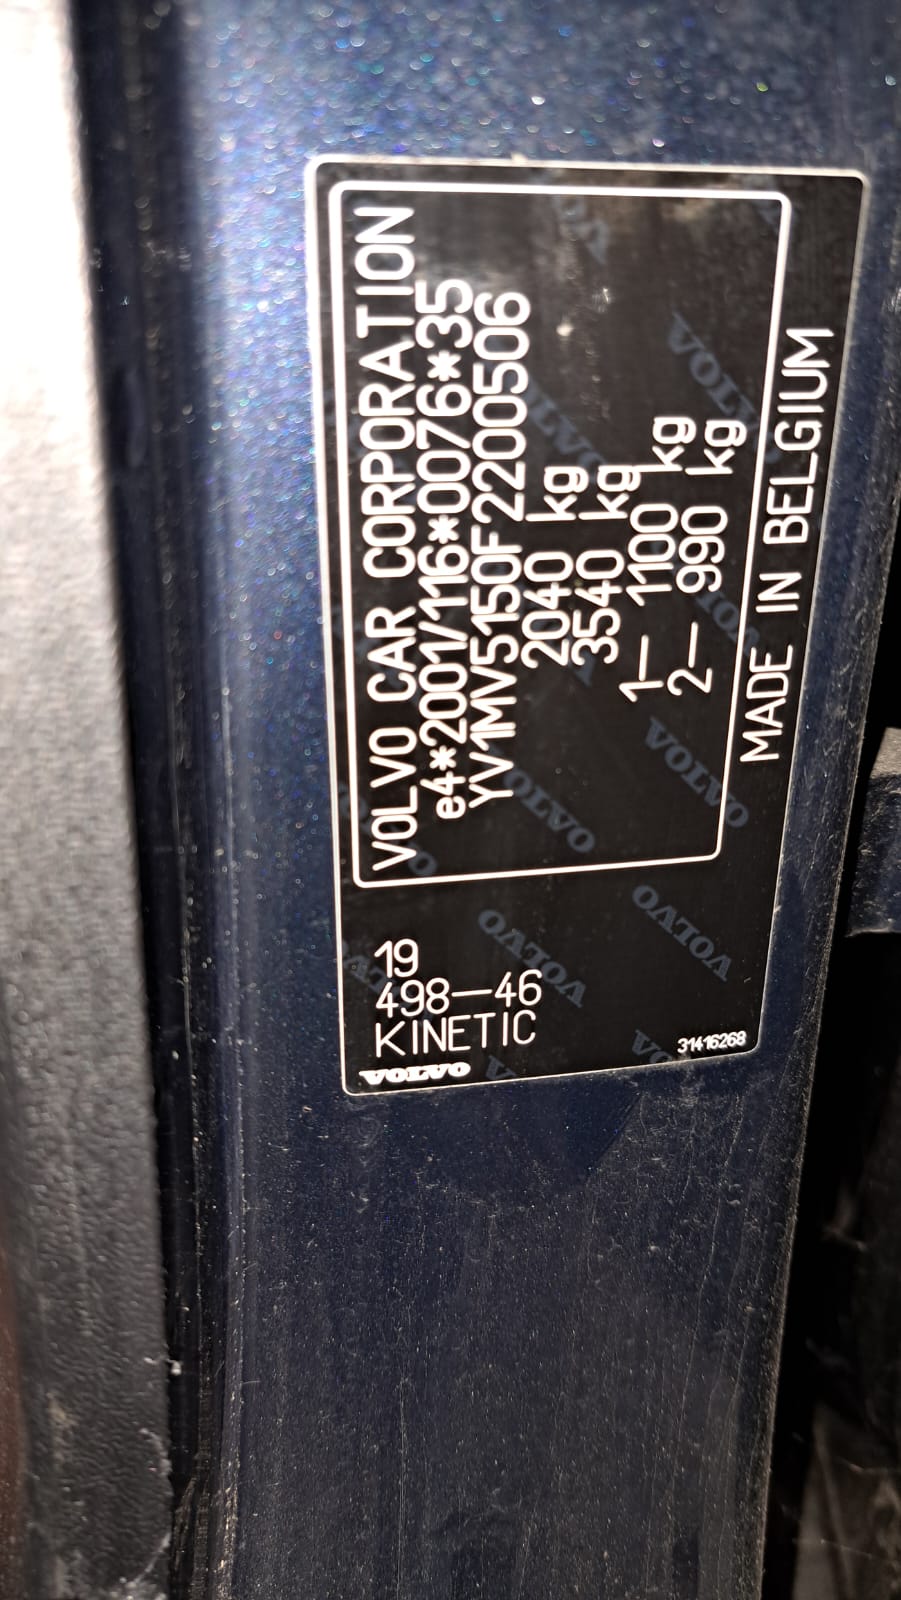 VOLVO CAR CORPORATION
e4*2001/116*0076*35
YV1MV5150F2200506
2040 kg
3540 kg
1— 1100 kg
2— 990 kg
MADE IN BELGIUM
19
498—46
KINETIC
VOLVO
31416268